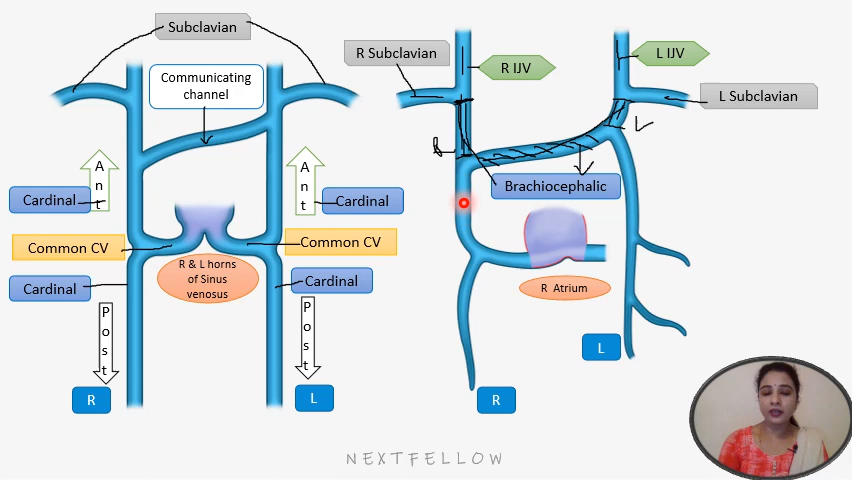 Subclavian
Communicating
channel
A
n
t
Cardinal
A
n
t
Cardinal
Common CV
Common CV
R & L horns
of Sinus
venosus
Cardinal
Cardinal
P
o
s
t
P
o
s
t
R
L
R Subclavian
R IJV
L IJV
L Subclavian
L
Brachiocephalic
R Atrium
L
R
NEXTFELLOW